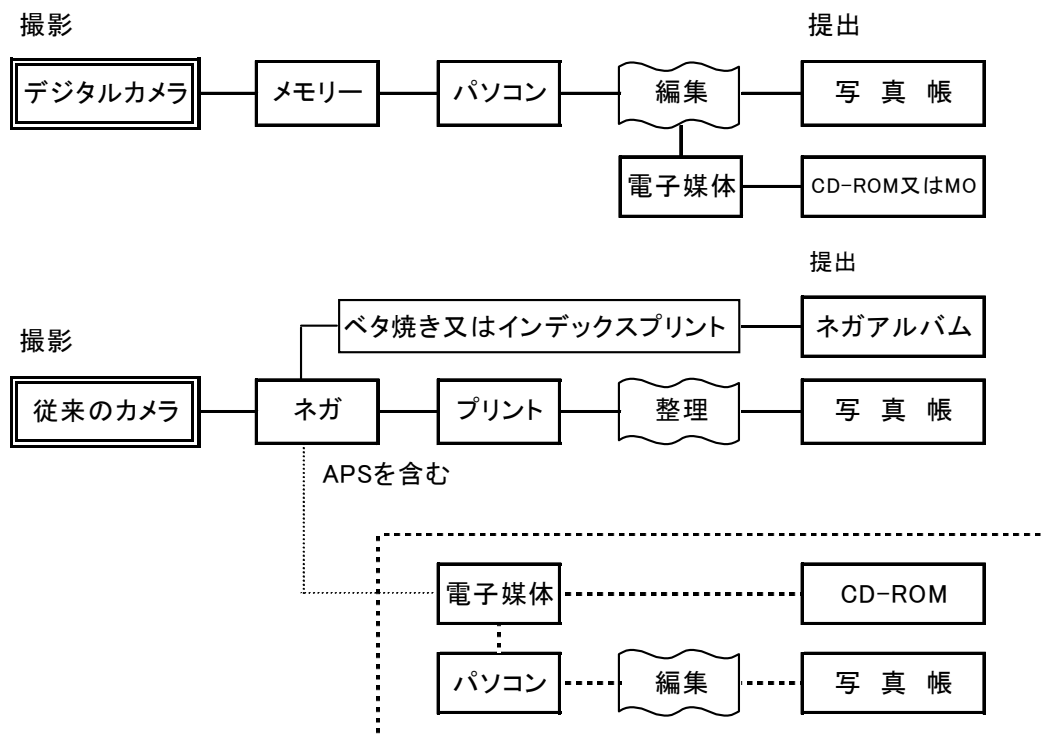 撮影
提出
デジタルカメラ
メモリー
パソコン
編集
写 真 帳
電子媒体
CD-ROM又はMO
提出
ベタ焼き又はインデックスプリント
ネガアルバム
撮影
従来のカメラ
ネガ
プリント
整理
写 真 帳
APSを含む
電子媒体
CD-ROM
パソコン
編集
写 真 帳